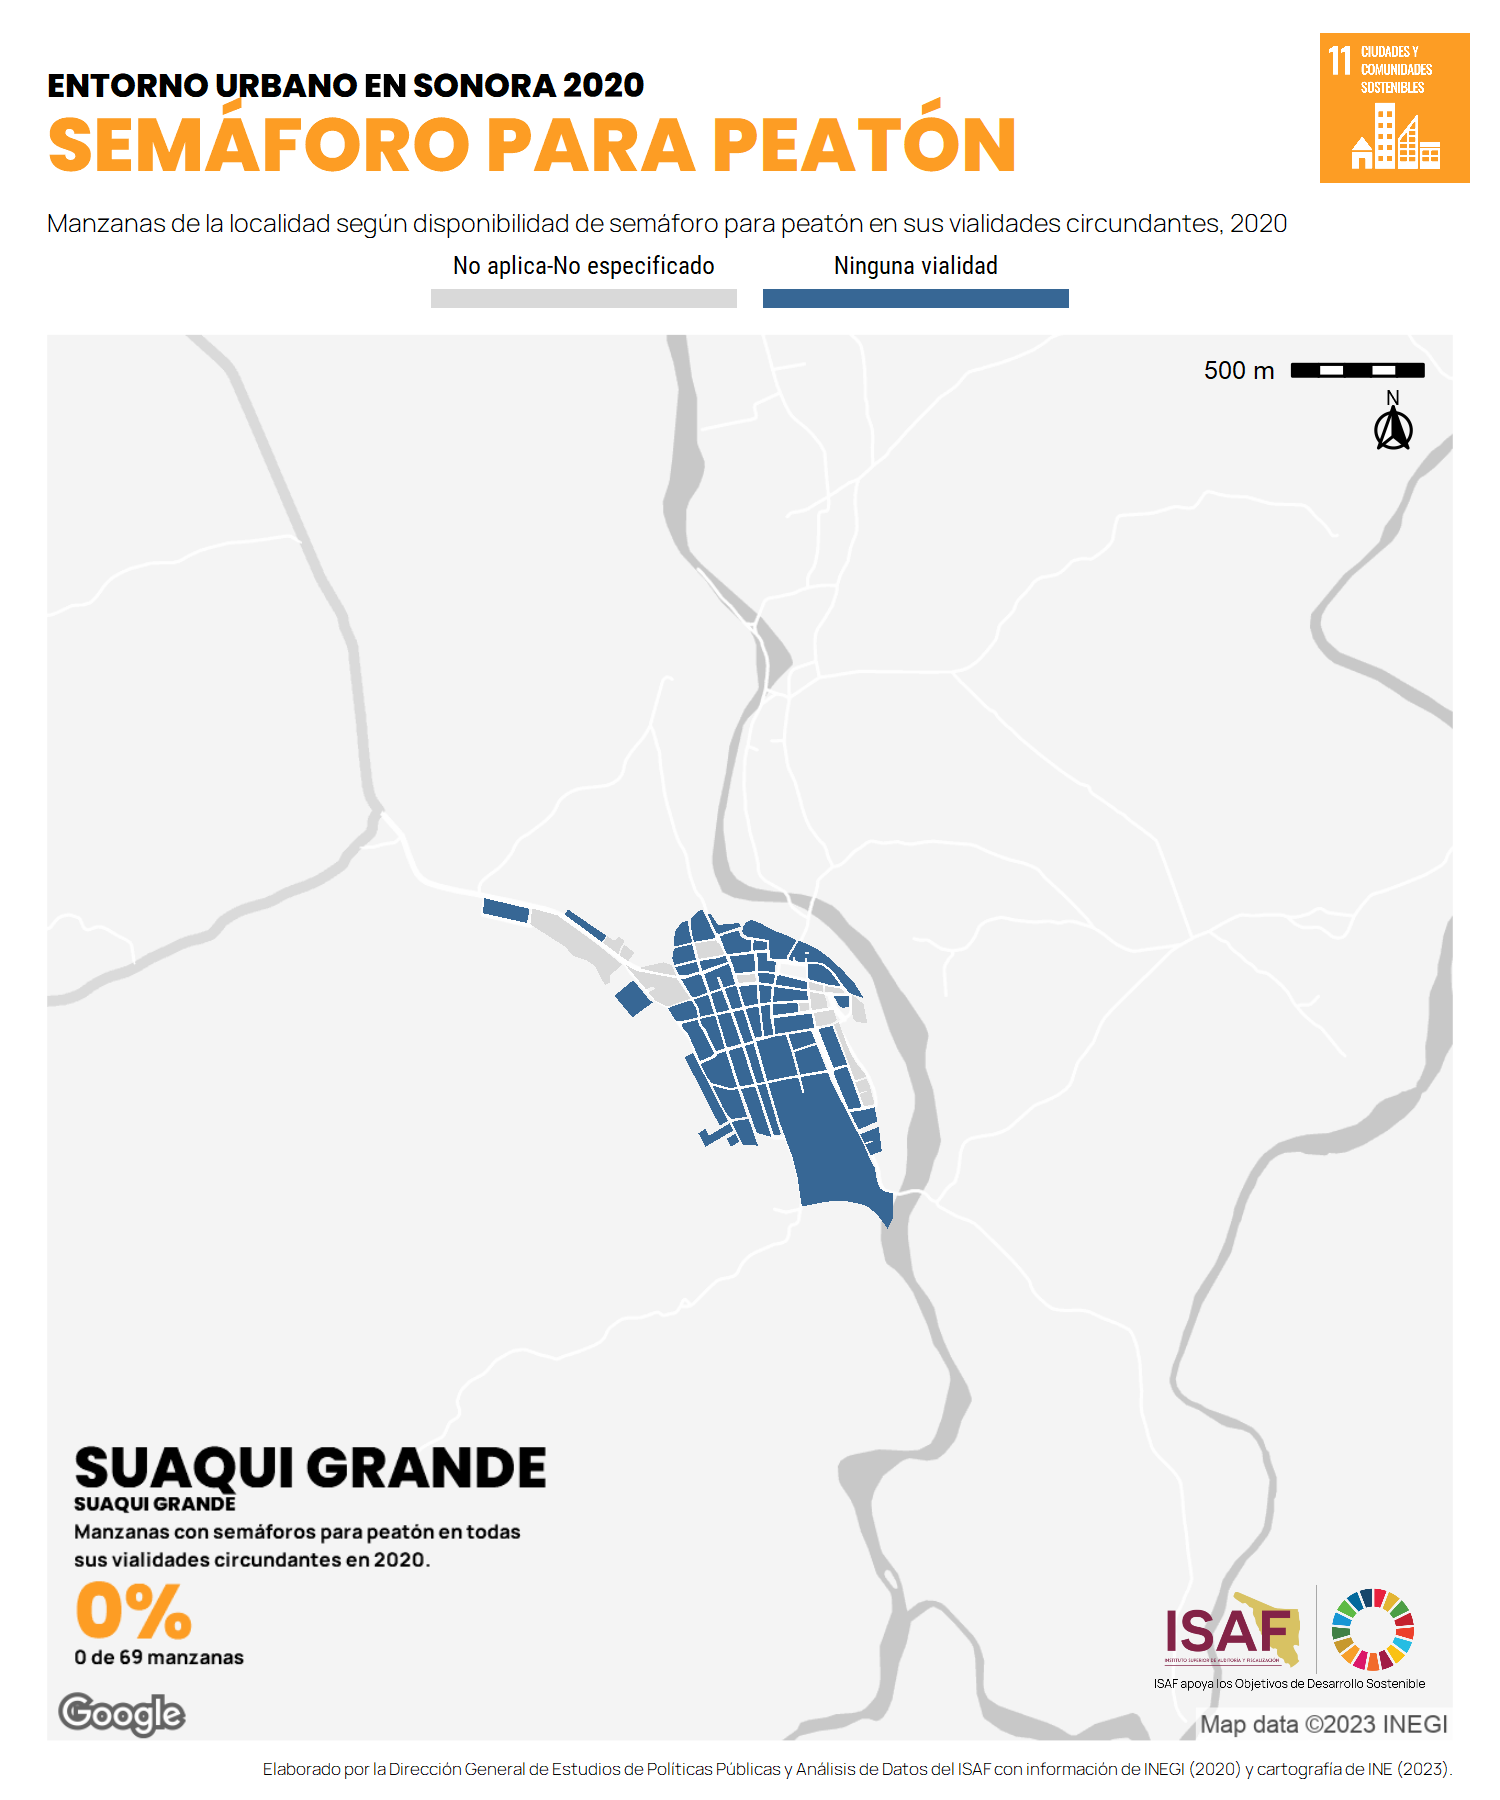 ENTORNO URBANO EN SONORA 2020
SEMÁFORO PARA PEATÓN
11 CIUDADES Y
COMUNIDADES
SOSTENIBLES
Manzanas de la localidad según disponibilidad de semáforo para peatón en sus vialidades circundantes, 2020
No aplica-No especificado
Ninguna vialidad
500 m
N
SUAQUI GRANDE
SUAQUI GRANDE
Manzanas con semáforos para peatón en todas
sus vialidades circundantes en 2020.
0%
0 de 69 manzanas
ISAF
INSTITUTO SUPERIOR DE AUDITORÍA Y FISCALIZACIÓN
ISAF apoya los Objetivos de Desarrollo Sostenible
Google
Map data ©2023 INEGI
Elaborado por la Dirección General de Estudios de Políticas Públicas y Análisis de Datos del ISAF con información de INEGI (2020) y cartografía de INE (2023).